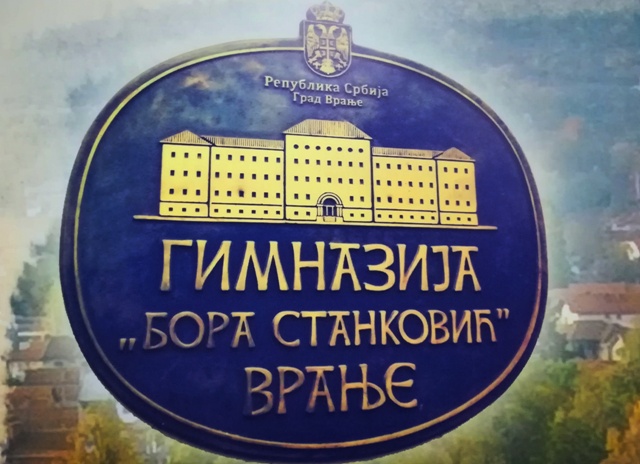 Република Србија
Град Врање
ГИМНАЗИЈА
„БОРА СТАНКОВИЋ"
ВРАЊЕ